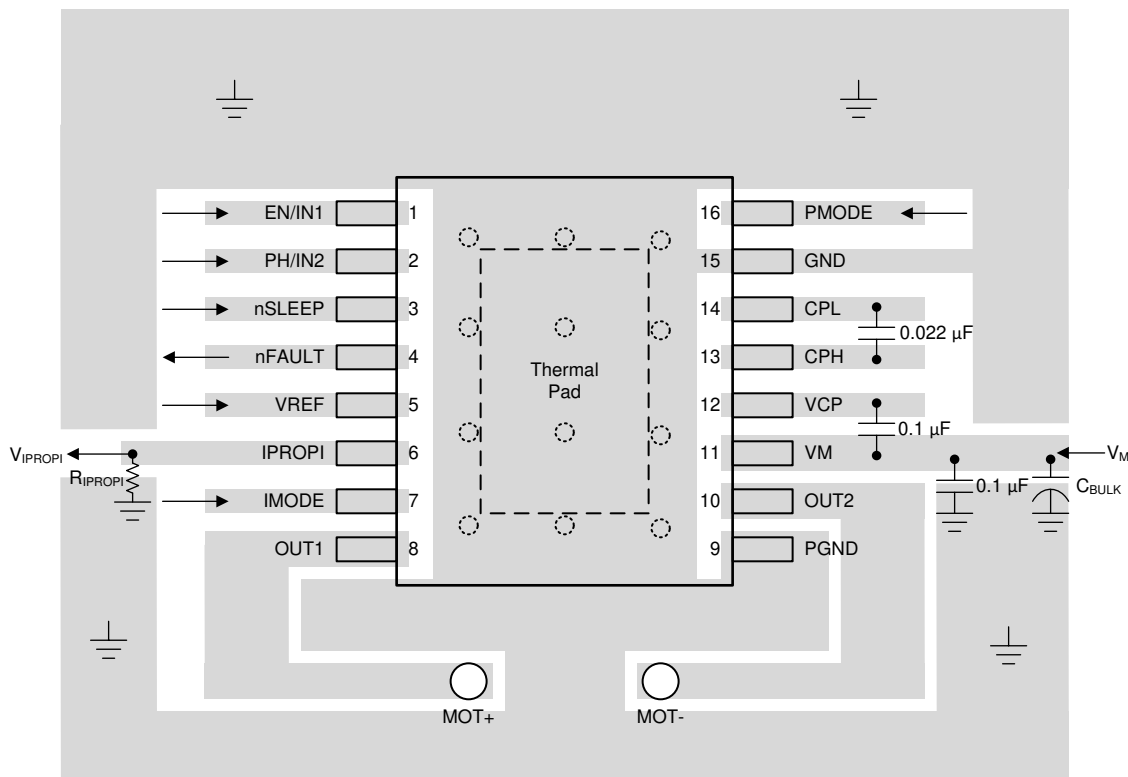 EN/IN1 1 16 PMODE
PH/IN2 2 15 GND
nSLEEP 3 14 CPL
0.022 µF
nFAULT 4 13 CPH
Thermal
Pad
VREF 5 12 VCP
0.1 µF
VIPROPI IPROPI 6 11 VM VM
RIPROPI
0.1 µF CBULK
IMODE 7 10 OUT2
OUT1 8 9 PGND
MOT+ MOT-